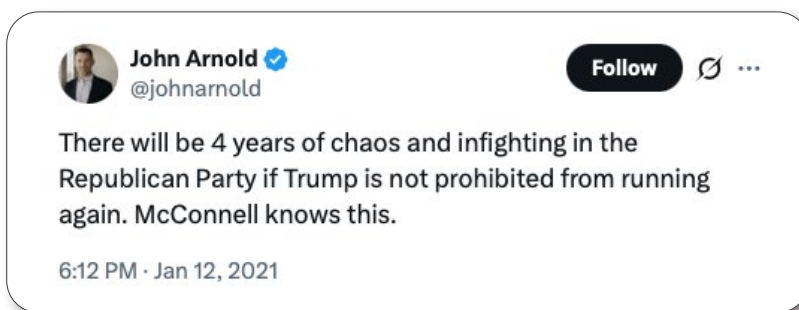 John Arnold
@johnarnold
Follow
There will be 4 years of chaos and infighting in the
Republican Party if Trump is not prohibited from running
again. McConnell knows this.
6:12 PM · Jan 12, 2021